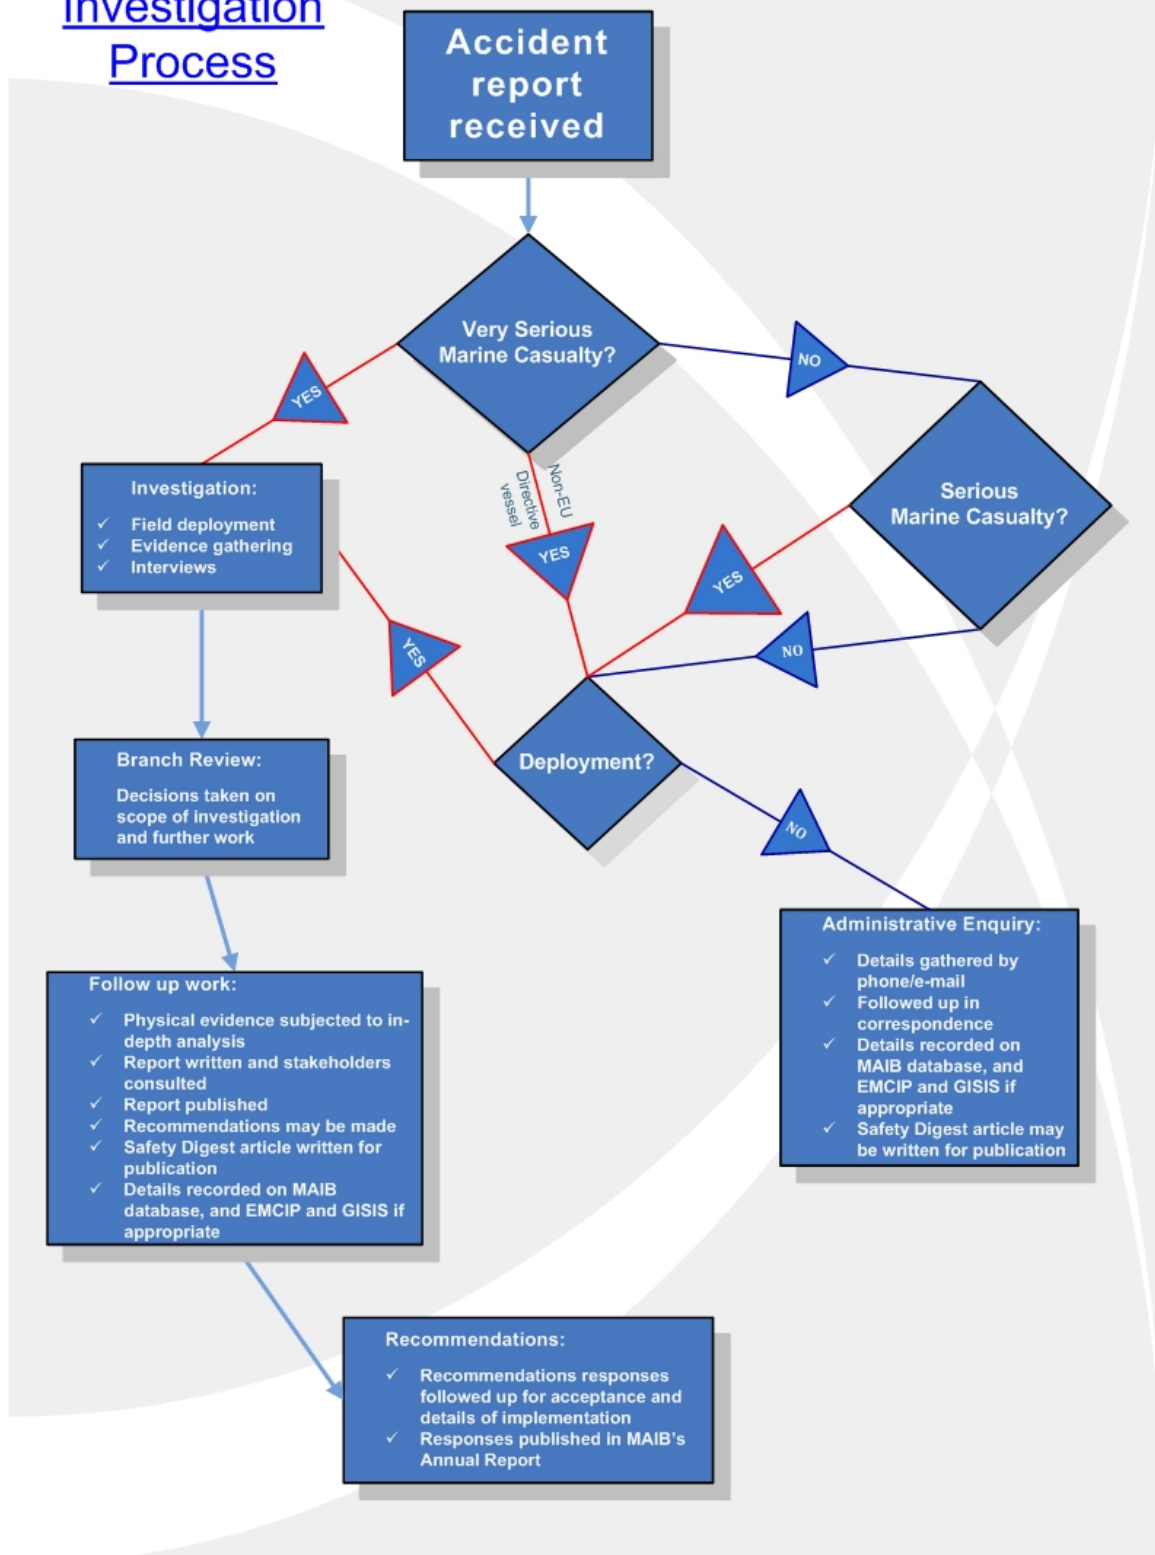 Investigation
Process
Accident
report
received
Very Serious
Marine Casualty?
NO
YES
Serious
Marine Casualty?
Non-EU
Directive
vessel
YES
YES
Investigation:
✓ Field deployment
✓ Evidence gathering
✓ Interviews
YES
NO
Deployment?
NO
Branch Review:
Decisions taken on
scope of investigation
and further work
Administrative Enquiry:
✓ Details gathered by
phone/e-mail
✓ Followed up in
correspondence
✓ Details recorded on
MAIB database, and
EMCIP and GISIS if
appropriate
✓ Safety Digest article may
be written for publication
Follow up work:
✓ Physical evidence subjected to in-
depth analysis
✓ Report written and stakeholders
consulted
✓ Report published
✓ Recommendations may be made
✓ Safety Digest article written for
publication
✓ Details recorded on MAIB
database, and EMCIP and GISIS if
appropriate
Recommendations:
✓ Recommendations responses
followed up for acceptance and
details of implementation
✓ Responses published in MAIB's
Annual Report